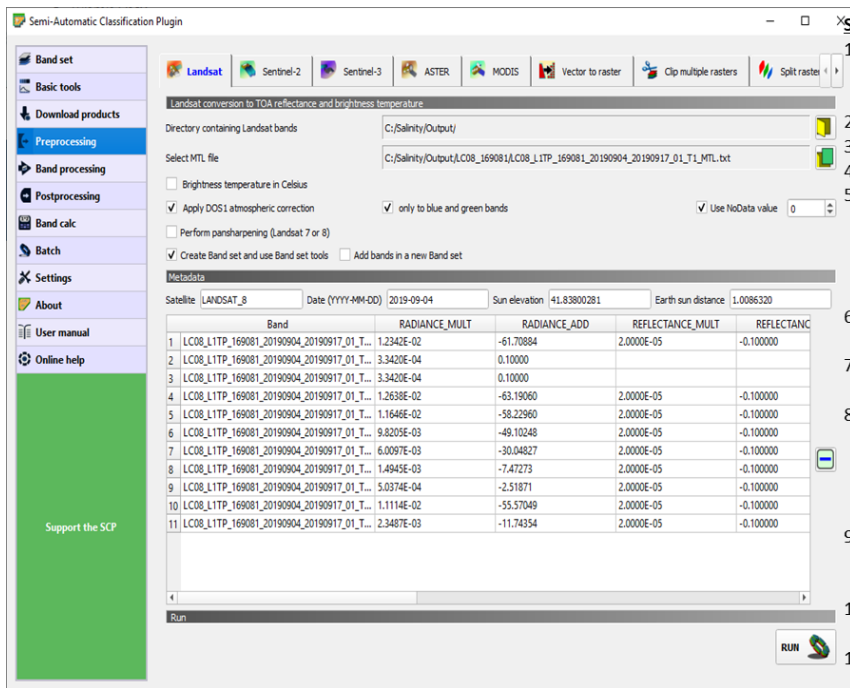 Semi-Automatic Classification Plugin
Band set
Basic tools
Download products
Preprocessing
Band processing
Postprocessing
Band calc
Batch
Settings
About
User manual
Online help
Support the SCP
Landsat Sentinel-2 Sentinel-3 ASTER MODIS Vector to raster Clip multiple rasters Split raster
Landsat conversion to TOA reflectance and brightness temperature
Directory containing Landsat bands C:/Salinity/Output/
Select MTL file C:/Salinity/Output/LC08_169081/LC08_L1TP_169081_20190904_20190917_01_T1_MTL.txt
Brightness temperature in Celsius
Apply DOS1 atmospheric correction only to blue and green bands Use NoData value 0
Perform pansharpening (Landsat 7 or 8)
Create Band set and use Band set tools Add bands in a new Band set
Metadata
Satellite LANDSAT_8 Date (YYYY-MM-DD) 2019-09-04 Sun elevation 41.83800281 Earth sun distance 1.0086320
Band RADIANCE_MULT RADIANCE_ADD REFLECTANCE_MULT REFLECTANC
1 LC08_L1TP_169081_20190904_20190917_01_T... 1.2342E-02 -61.70884 2.0000E-05 -0.100000
2 LC08_L1TP_169081_20190904_20190917_01_T... 3.3420E-04 0.10000
3 LC08_L1TP_169081_20190904_20190917_01_T... 3.3420E-04 0.10000
4 LC08_L1TP_169081_20190904_20190917_01_T... 1.2638E-02 -63.19060 2.0000E-05 -0.100000
5 LC08_L1TP_169081_20190904_20190917_01_T... 1.1646E-02 -58.22960 2.0000E-05 -0.100000
6 LC08_L1TP_169081_20190904_20190917_01_T... 9.8205E-03 -49.10248 2.0000E-05 -0.100000
7 LC08_L1TP_169081_20190904_20190917_01_T... 6.0097E-03 -30.04827 2.0000E-05 -0.100000
8 LC08_L1TP_169081_20190904_20190917_01_T... 1.4945E-03 -7.47273 2.0000E-05 -0.100000
9 LC08_L1TP_169081_20190904_20190917_01_T... 5.0374E-04 -2.51871 2.0000E-05 -0.100000
10 LC08_L1TP_169081_20190904_20190917_01_T... 1.1114E-02 -55.57049 2.0000E-05 -0.100000
11 LC08_L1TP_169081_20190904_20190917_01_T... 2.3487E-03 -11.74354 2.0000E-05 -0.100000
Run
RUN